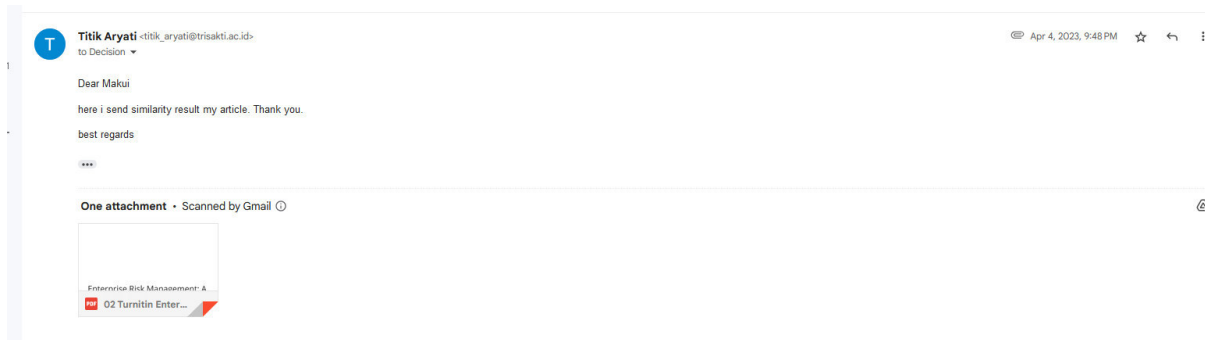 T
Titik Aryati <titik_aryati@trisakti.ac.id>
Apr 4, 2023, 9:48 PM
to Decision
Dear Makui
here i send similarity result my article. Thank you.
best regards
One attachment • Scanned by Gmail
Enterprise Risk Management: A
PDF 02 Turnitin Enter...